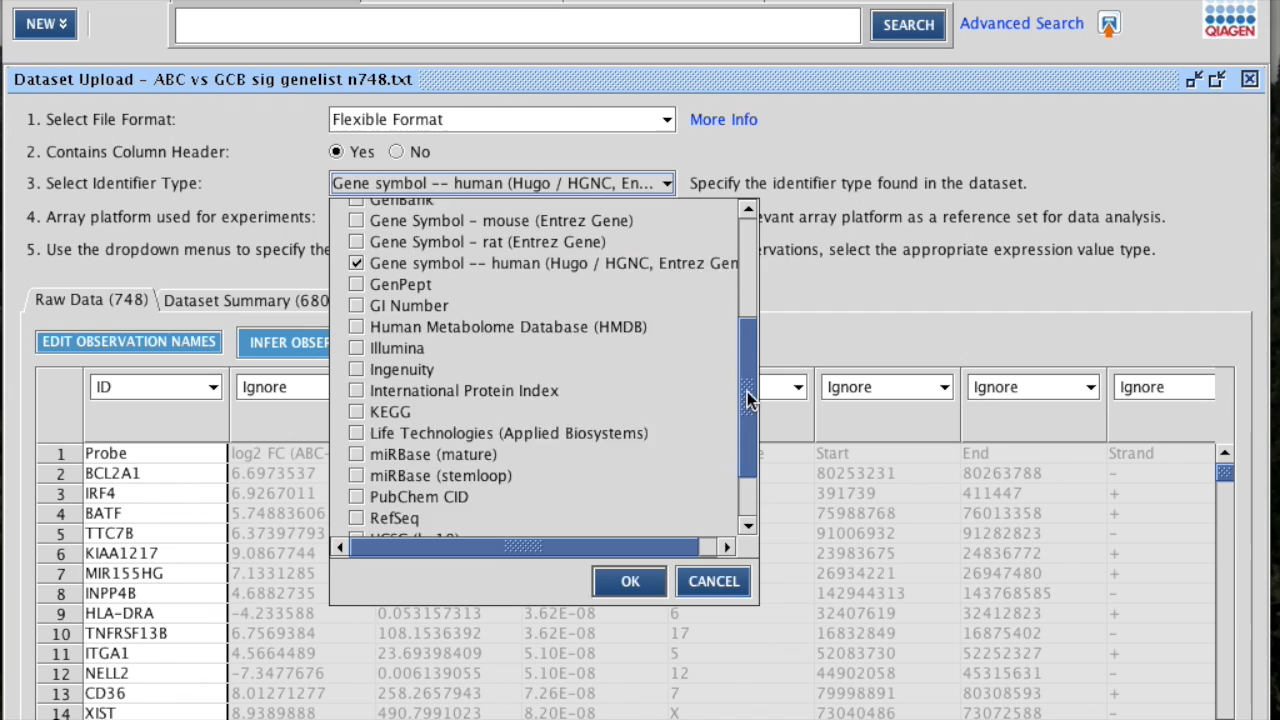 NEW SEARCH Advanced Search QIAGEN
Dataset Upload - ABC vs GCB sig genelist n748.txt
1. Select File Format: Flexible Format More Info
2. Contains Column Header: Yes No
3. Select Identifier Type: Gene symbol -- human (Hugo / HGNC, En... Specify the identifier type found in the dataset.
GenBank
4. Array platform used for experiments: evant array platform as a reference set for data analysis.
Gene Symbol - mouse (Entrez Gene)
Gene Symbol - rat (Entrez Gene)
5. Use the dropdown menus to specify the ervations, select the appropriate expression value type.
Gene symbol -- human (Hugo / HGNC, Entrez Gen
GenPept
Raw Data (748) Dataset Summary (680
GI Number
Human Metabolome Database (HMDB)
EDIT OBSERVATION NAMES INFER OBSER
Illumina
Ingenuity
ID Ignore Ignore Ignore Ignore
International Protein Index
KEGG
Life Technologies (Applied Biosystems)
miRBase (mature)
miRBase (stemloop)
PubChem CID
RefSeq
OK CANCEL
1 Probe log2 FC (ABC- Start End Strand
2 BCL2A1 6.6973537 80253231 80263788 -
3 IRF4 6.9267011 391739 411447 +
4 BATF 5.74883606 75988768 76013358 +
5 TTC7B 6.37397793 91006932 91282823 -
6 KIAA1217 9.0867744 23983675 24836772 +
7 MIR155HG 7.1331285 26934221 26947480 +
8 INPP4B 4.6882735 142944313 143768585 -
9 HLA-DRA -4.233588 0.053157313 3.62E-08 6 32407619 32412823 +
10 TNFRSF13B 6.7569384 108.1536392 3.62E-08 17 16832849 16875402 -
11 ITGA1 4.5664489 23.69398409 5.10E-08 5 52083730 52252327 +
12 NELL2 -7.3477676 0.006139055 5.10E-08 12 44902058 45315631 -
13 CD36 8.01271277 258.2657943 7.26E-08 7 79998891 80308593 +
14 XIST 8.9389888 490.7991023 8.20E-08 X 73040486 73072588 -